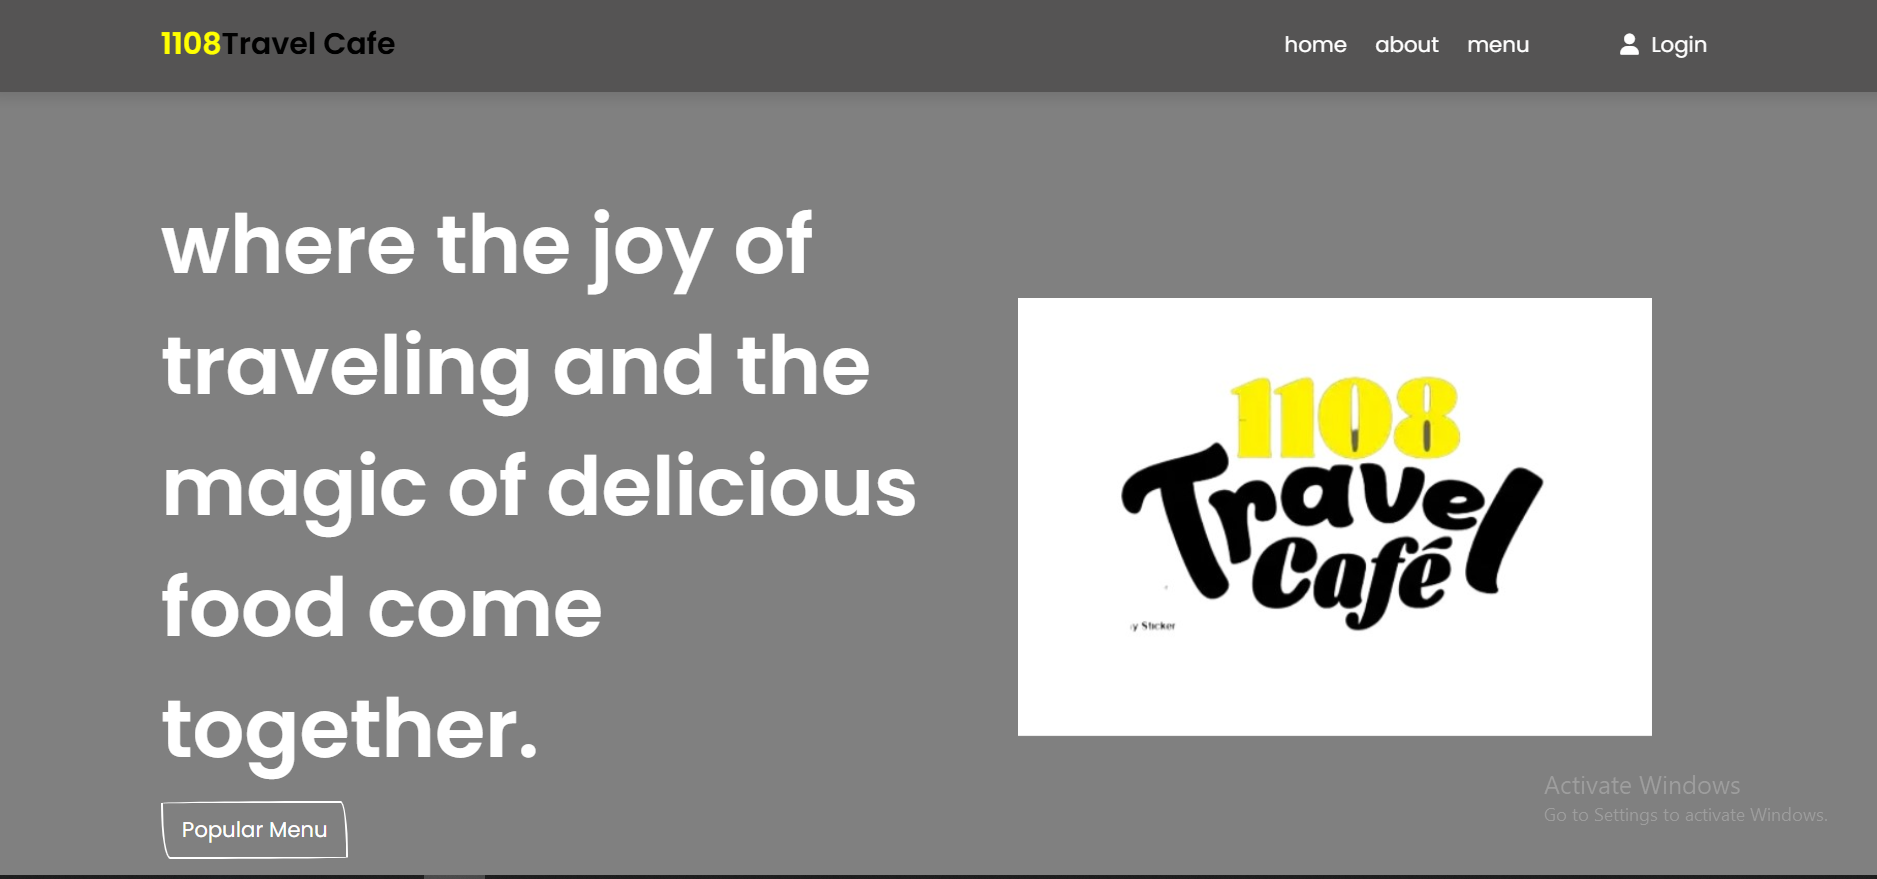 1108Travel Cafe
home about menu Login
where the joy of
traveling and the
magic of delicious
food come
together.
Popular Menu
1108
Travel
Café
y Sticker
Activate Windows
Go to Settings to activate Windows.